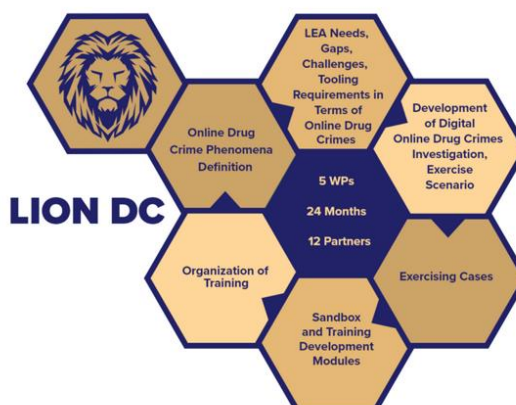 LION DC
Online Drug
Crime Phenomena
Definition
LEA Needs,
Gaps,
Challenges,
Tooling
Requirements in
Terms of
Online Drug
Crimes
Development
of Digital
Online Drug Crimes
Investigation,
Exercise
Scenario
Exercising Cases
Sandbox
and Training
Development
Modules
Organization of
Training
5 WPs
24 Months
12 Partners